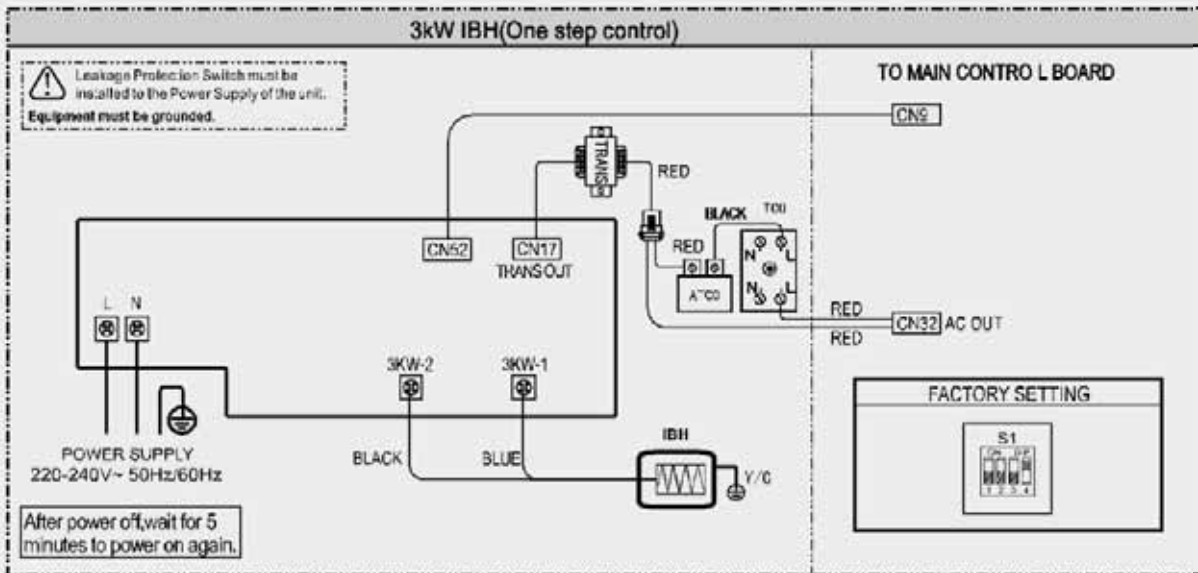 3kW IBH(One step control)
Leakage Protection Switch must be
installed to the Power Supply of the unit.
Equipment must be grounded.
TO MAIN CONTRO L BOARD
CN9
TRANS
RED
BLACK
RED
N L
N L
CN52
CN17
TRANS OUT
L N
RED
RED
CN32 AC OUT
3KW-2
3KW-1
FACTORY SETTING
S1
ON
1 2 3 4
IBH
BLACK
BLUE
Y/G
POWER SUPPLY
220-240V~ 50Hz/60Hz
After power off,wait for 5
minutes to power on again.